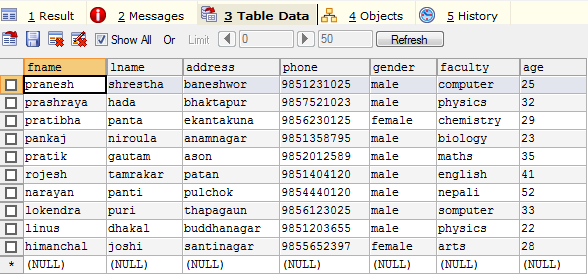 1 Result 2 Messages 3 Table Data 4 Objects 5 History
Show All Or Limit 0 50 Refresh
fname lname address phone gender faculty age
pranesh shrestha baneshwor 9851231025 male computer 25
prashraya hada bhaktapur 9857521023 male physics 32
pratibha panta ekantakuna 9856230125 female chemistry 29
pankaj niroula anamnagar 9851358795 male biology 23
pratik gautam ason 9852012589 male maths 35
rojesh tamrakar patan 9851404120 male english 41
narayan panti pulchok 9854440120 male nepali 52
lokendra puri thapagaun 9856123025 male somputer 33
linus dhakal buddhanagar 9851203655 male physics 22
himanchal joshi santinagar 9855652397 female arts 28
* (NULL) (NULL) (NULL) (NULL) (NULL) (NULL) (NULL)